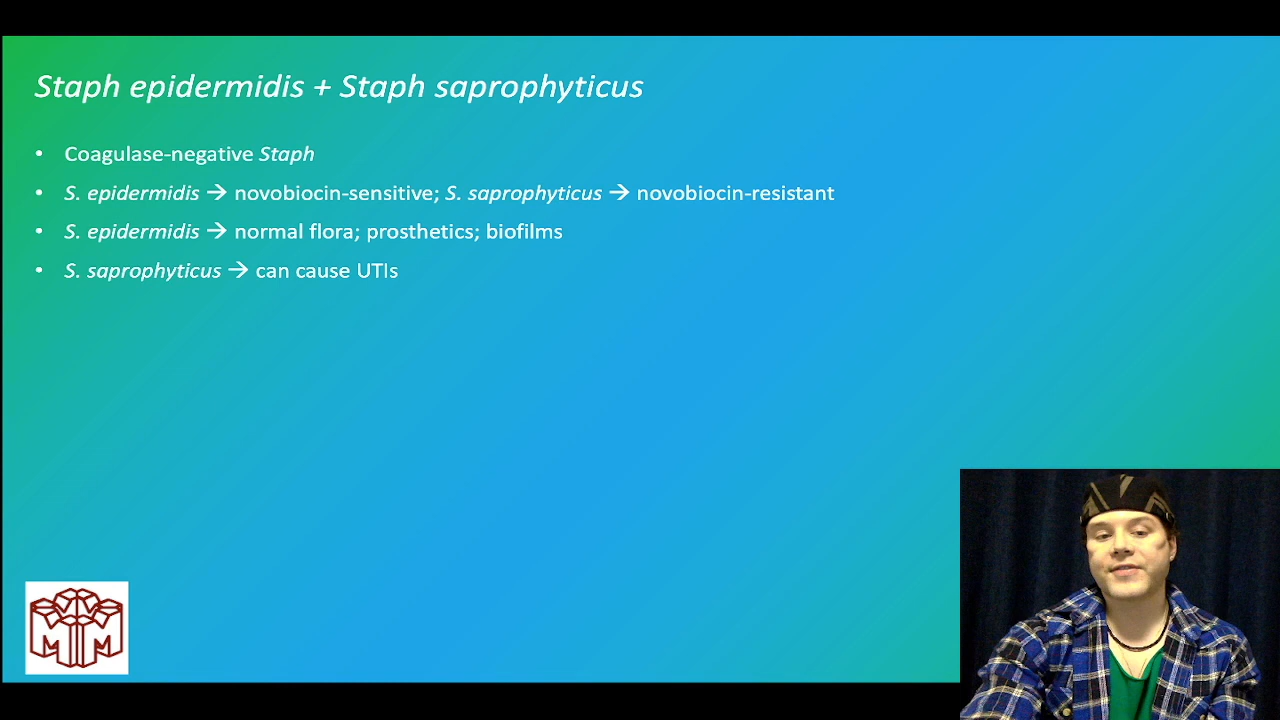 Staph epidermidis + Staph saprophyticus
• Coagulase-negative Staph
• S. epidermidis → novobiocin-sensitive; S. saprophyticus → novobiocin-resistant
• S. epidermidis → normal flora; prosthetics; biofilms
• S. saprophyticus → can cause UTIs